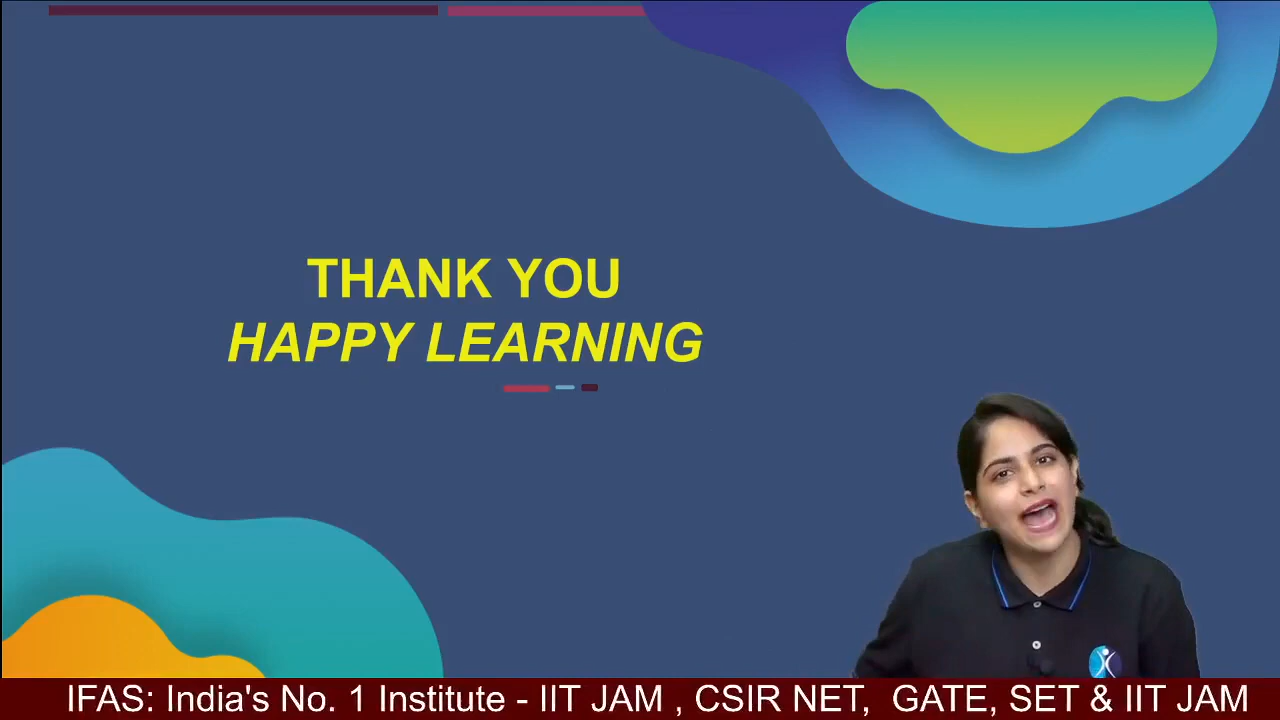 THANK YOU
HAPPY LEARNING
IFAS: India's No. 1 Institute - IIT JAM , CSIR NET,  GATE, SET & IIT JAM